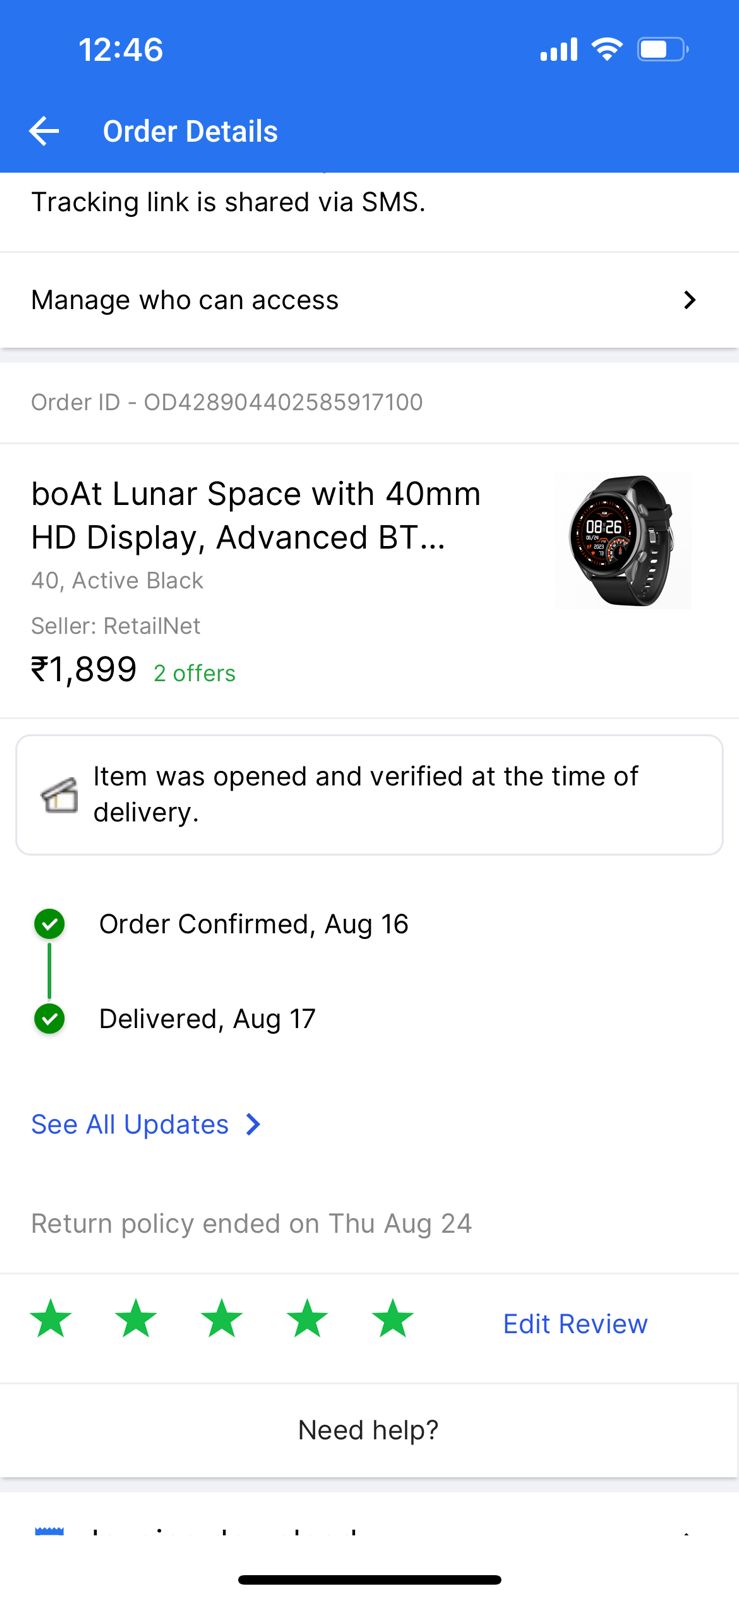 12:46
Order Details
Tracking link is shared via SMS.
Manage who can access
Order ID - OD428904402585917100
boAt Lunar Space with 40mm
HD Display, Advanced BT...
40, Active Black
Seller: RetailNet
₹1,899 2 offers
08:26
Item was opened and verified at the time of
delivery.
Order Confirmed, Aug 16
Delivered, Aug 17
See All Updates
Return policy ended on Thu Aug 24
Edit Review
Need help?